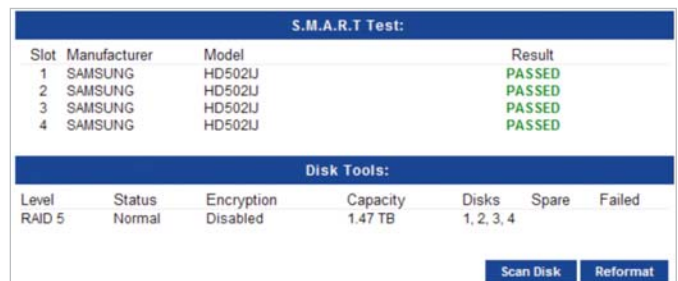 S.M.A.R.T Test:
Slot Manufacturer Model Result
1 SAMSUNG HD502IJ PASSED
2 SAMSUNG HD502IJ PASSED
3 SAMSUNG HD502IJ PASSED
4 SAMSUNG HD502IJ PASSED
Disk Tools:
Level Status Encryption Capacity Disks Spare Failed
RAID 5 Normal Disabled 1.47 TB 1, 2, 3, 4
Scan Disk Reformat